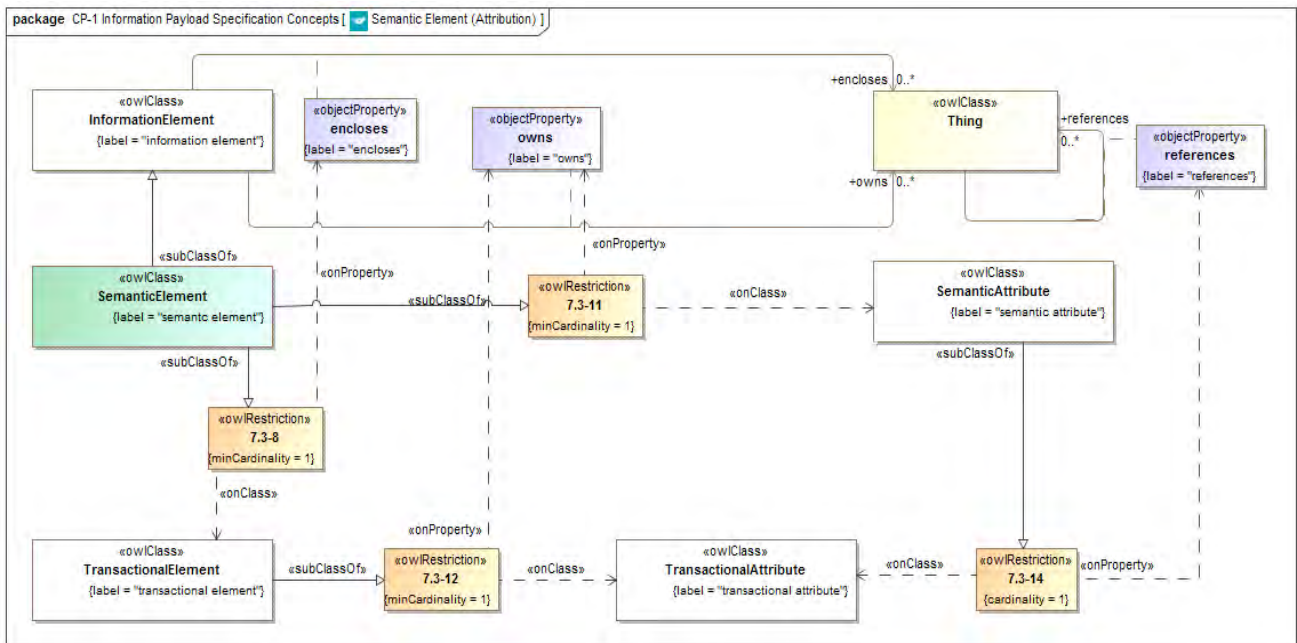 package CP-1 Information Payload Specification Concepts [ Semantic Element (Attribution) ]
«owlClass»
InformationElement
{label = "information element"}
«objectProperty»
encloses
{label = "encloses"}
«objectProperty»
owns
{label = "owns"}
+encloses 0..*
«owlClass»
Thing
+references
0..*
«objectProperty»
references
{label = "references"}
+owns 0..*
«subClassOf»
«onProperty»
«onProperty»
«owlClass»
SemanticElement
{label = "semantc element"}
«subClassOf»
«owlRestriction»
7.3-11
{minCardinality = 1}
«onClass»
«owlClass»
SemanticAttribute
{label = "semantic attribute"}
«subClassOf»
«subClassOf»
«owlRestriction»
7.3-8
{minCardinality = 1}
«onClass»
«onProperty»
«owlClass»
TransactionalElement
{label = "transactional element"}
«subClassOf»
«owlRestriction»
7.3-12
{minCardinality = 1}
«onClass»
«owlClass»
TransactionalAttribute
{label = "transactional attribute"}
«onClass»
«owlRestriction»
7.3-14
{cardinality = 1}
«onProperty»